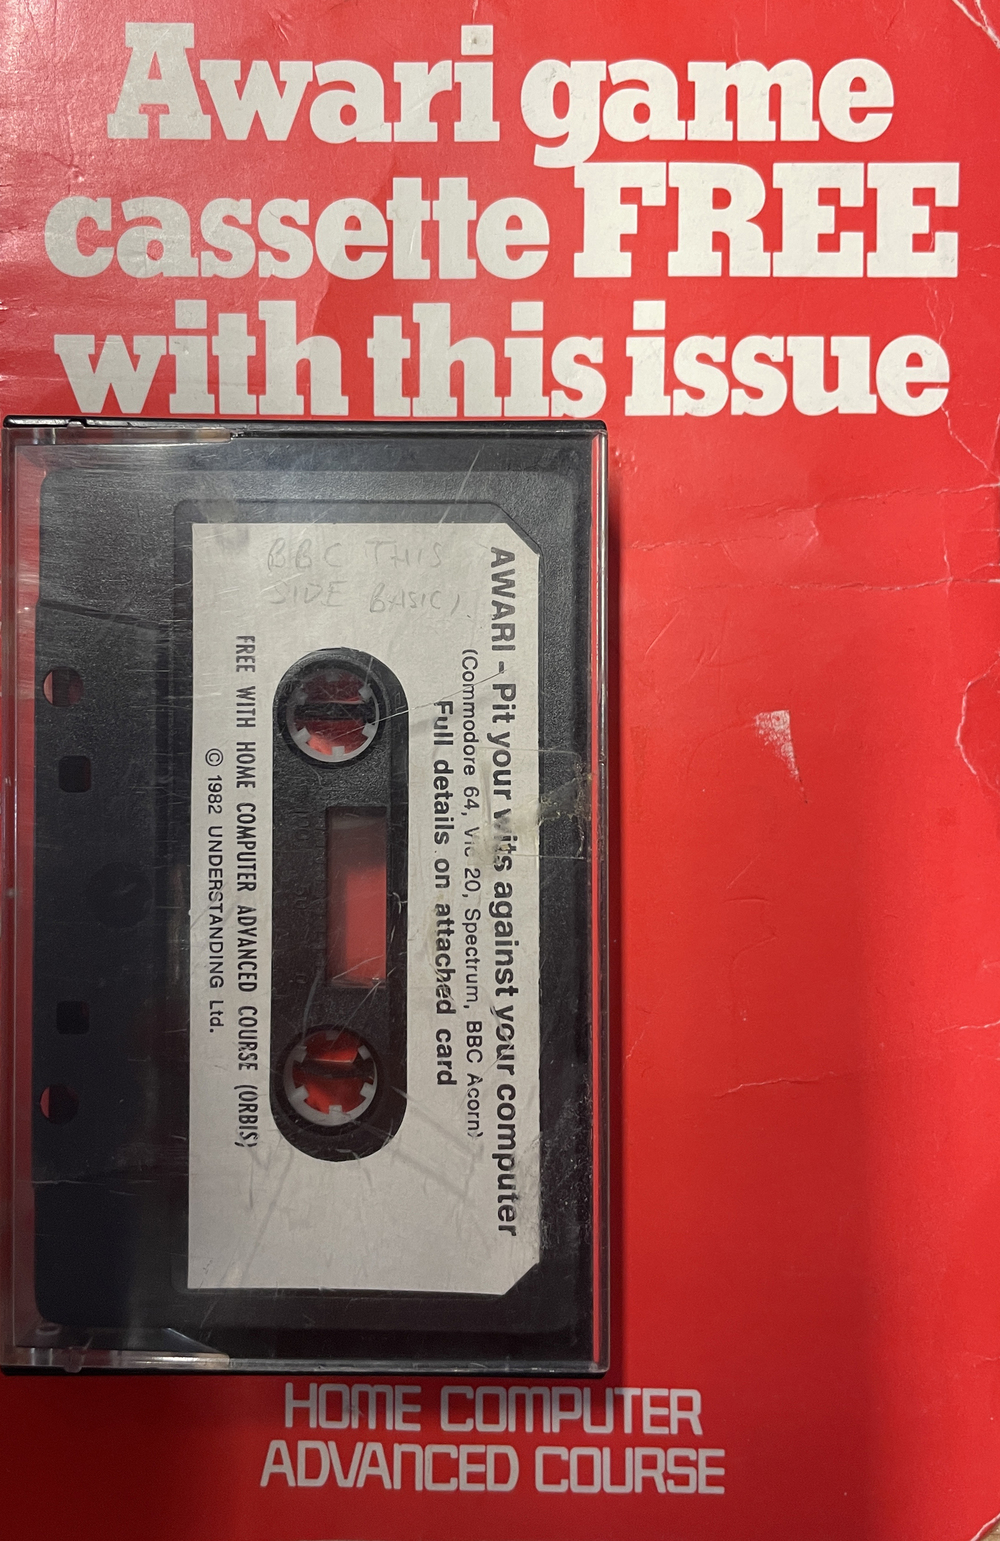 Awari game
cassette FREE
with this issue
BBC THIS
SIDE BASIC)
AWARI - Pit your wits against your computer
(Commodore 64, Vic 20, Spectrum, BBC Acorn)
Full details on attached card
FREE WITH HOME COMPUTER ADVANCED COURSE (ORBIS)
© 1982 UNDERSTANDING Ltd.
HOME COMPUTER
ADVANCED COURSE